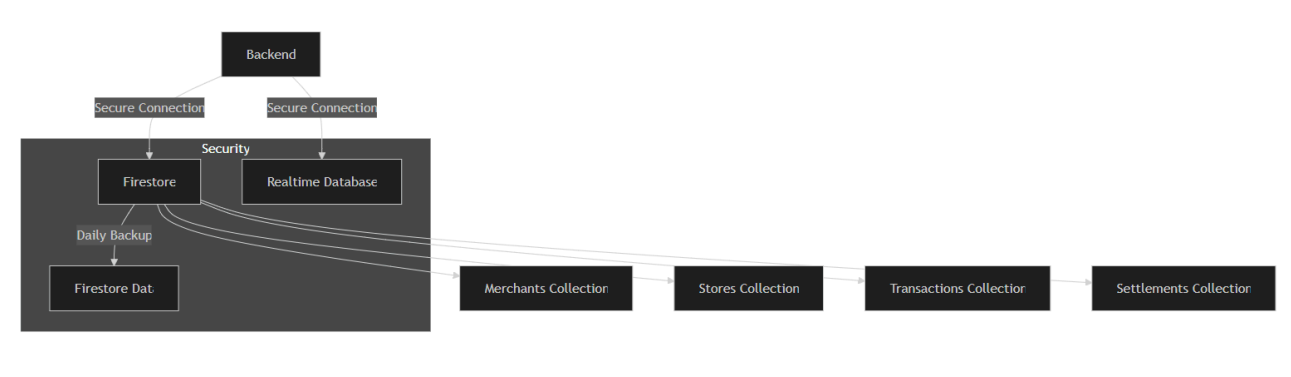 Backend
Secure Connection
Secure Connection
Security
Firestore
Realtime Database
Daily Backup
Firestore Dat
Merchants Collection
Stores Collection
Transactions Collection
Settlements Collection